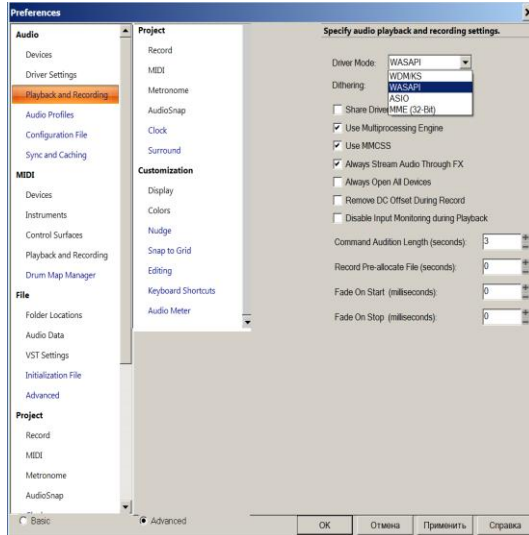 Preferences
Audio
Devices
Driver Settings
Playback and Recording
Audio Profiles
Configuration File
Sync and Caching
MIDI
Devices
Instruments
Control Surfaces
Playback and Recording
Drum Map Manager
File
Folder Locations
Audio Data
VST Settings
Initialization File
Advanced
Project
Record
MIDI
Metronome
AudioSnap
Basic
Project
Record
MIDI
Metronome
AudioSnap
Clock
Surround
Customization
Display
Colors
Nudge
Snap to Grid
Editing
Keyboard Shortcuts
Audio Meter
Advanced
Specify audio playback and recording settings.
Driver Mode: WASAPI
WDM/KS
WASAPI
ASIO
MME (32-Bit)
Dithering:
Share Drive
Use Multiprocessing Engine
Use MMCSS
Always Stream Audio Through FX
Always Open All Devices
Remove DC Offset During Record
Disable Input Monitoring during Playback
Command Audition Length (seconds): 3
Record Pre-allocate File (seconds): 0
Fade On Start (milliseconds): 0
Fade On Stop (miliseconds): 0
OK Отмена Применить Справка